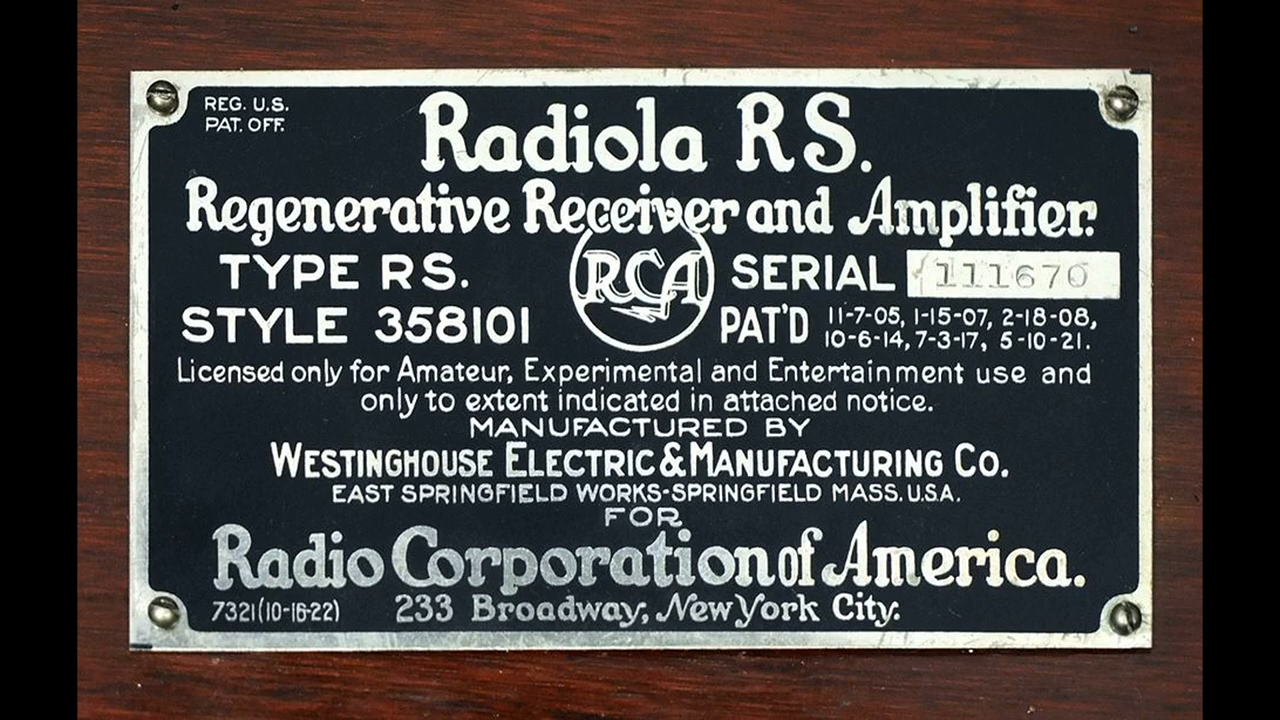 REG. U.S.
PAT. OFF.
Radiola RS.
Regenerative Receiver and Amplifier.
TYPE RS.
STYLE 358101
RCA
SERIAL 111670
PAT'D 11-7-05, 1-15-07, 2-18-08,
10-6-14, 7-3-17, 5-10-21.
Licensed only for Amateur, Experimental and Entertainment use and
only to extent indicated in attached notice.
MANUFACTURED BY
WESTINGHOUSE ELECTRIC & MANUFACTURING CO.
EAST SPRINGFIELD WORKS-SPRINGFIELD MASS. U.S.A.
FOR
Radio Corporation of America.
7321(10-16-22) 233 Broadway, New York City.